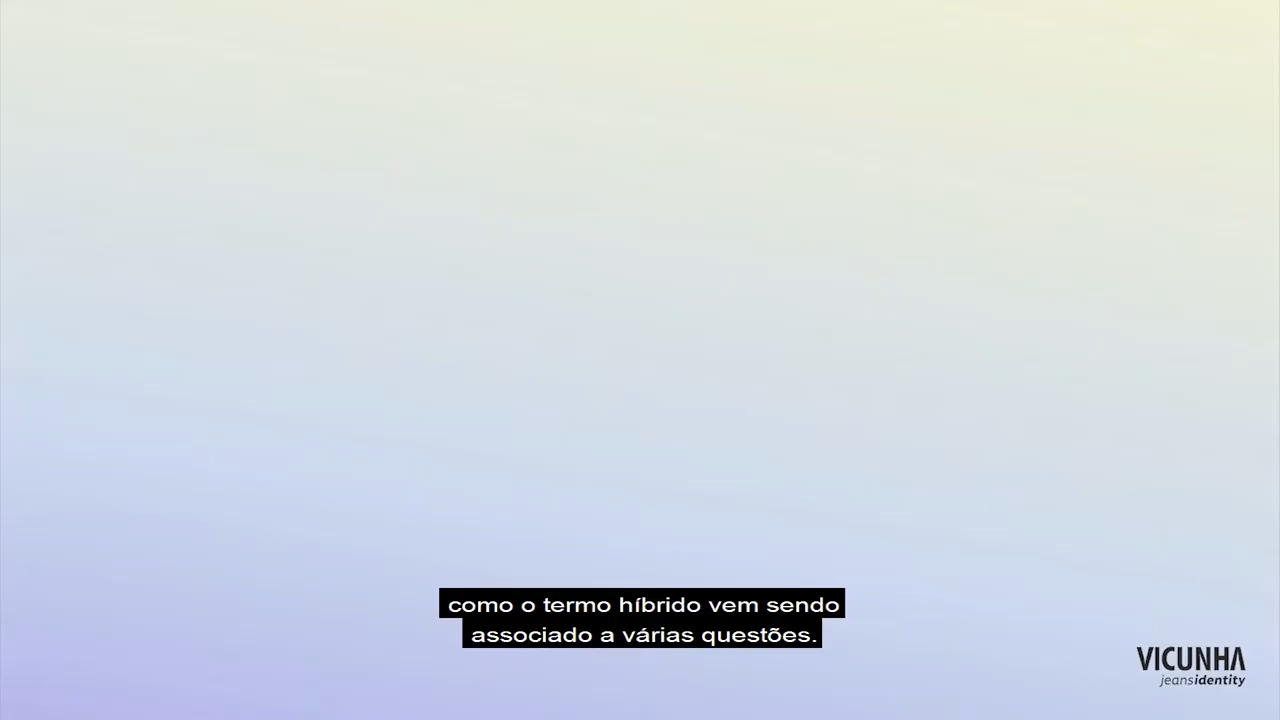 como o termo híbrido vem sendo
associado a várias questões.
VICUNHA
jeansidentity